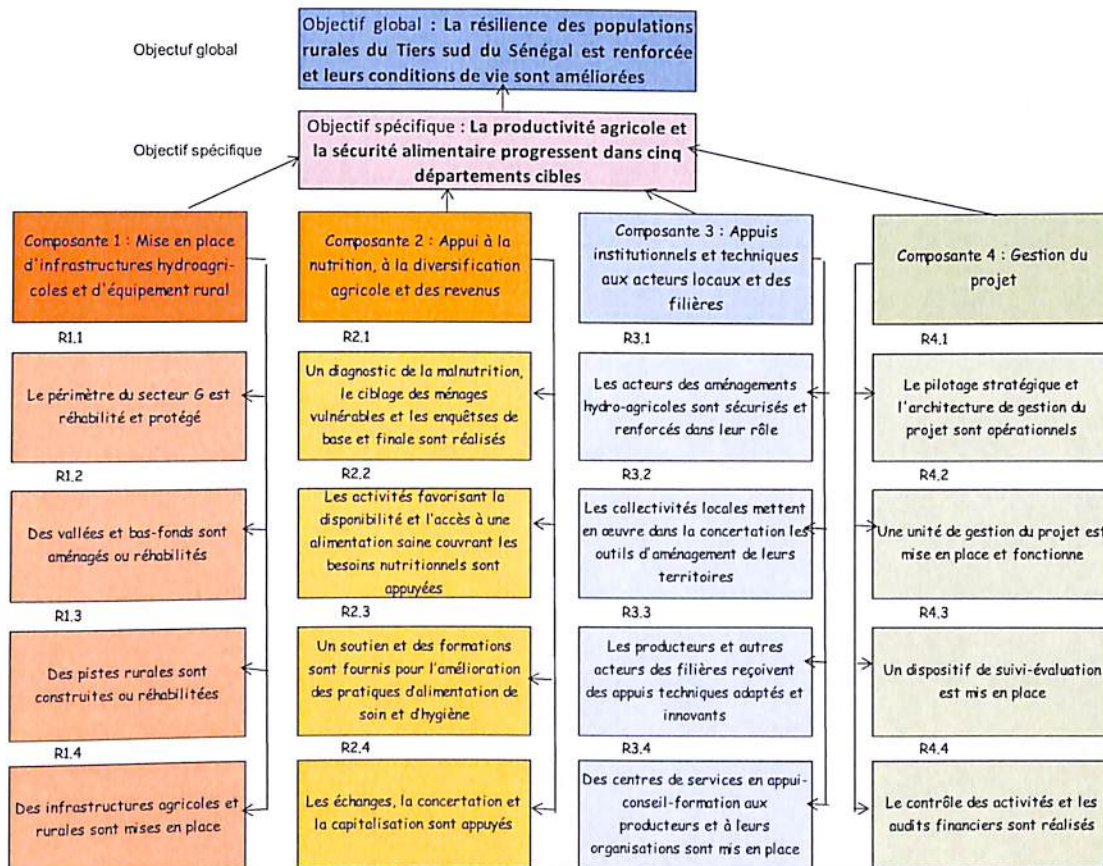 Objectuf global
Objectif global : La résilience des populations
rurales du Tiers sud du Sénégal est renforcée
et leurs conditions de vie sont améliorées
Objectif spécifique
Objectif spécifique : La productivité agricole et
la sécurité alimentaire progressent dans cinq
départements cibles
Composante 1 : Mise en place
d'infrastructures hydroagri-
coles et d'équipement rural
Composante 2 : Appui à la
nutrition, à la diversification
agricole et des revenus
Composante 3 : Appuis
institutionnels et techniques
aux acteurs locaux et des
filières
Composante 4 : Gestion du
projet
R1.1
R2.1
R3.1
R4.1
Le périmètre du secteur G est
réhabilité et protégé
Un diagnostic de la malnutrition,
le ciblage des ménages
vulnérables et les enquêtses de
base et finale sont réalisés
Les acteurs des aménagements
hydro-agricoles sont sécurisés et
renforcés dans leur rôle
Le pilotage stratégique et
l'architecture de gestion du
projet sont opérationnels
R1.2
R2.2
R3.2
R4.2
Des vallées et bas-fonds sont
aménagés ou réhabilités
Les activités favorisant la
disponibilité et l'accès à une
alimentation saine couvrant les
besoins nutritionnels sont
appuyées
Les collectivités locales mettent
en œuvre dans la concertation les
outils d'aménagement de leurs
territoires
Une unité de gestion du projet est
mise en place et fonctionne
R1.3
R2.3
R3.3
R4.3
Des pistes rurales sont
construites ou réhabilitées
Un soutien et des formations
sont fournis pour l'amélioration
des pratiques d'alimentation de
soin et d'hygiène
Les producteurs et autres
acteurs des filières reçoivent
des appuis techniques adaptés et
innovants
Un dispositif de suivi-évaluation
est mis en place
R1.4
R2.4
R3.4
R4.4
Des infrastructures agricoles et
rurales sont mises en place
Les échanges, la concertation et
la capitalisation sont appuyés
Des centres de services en appui-
conseil-formation aux
producteurs et à leurs
organisations sont mis en place
Le contrôle des activités et les
audits financiers sont réalisés